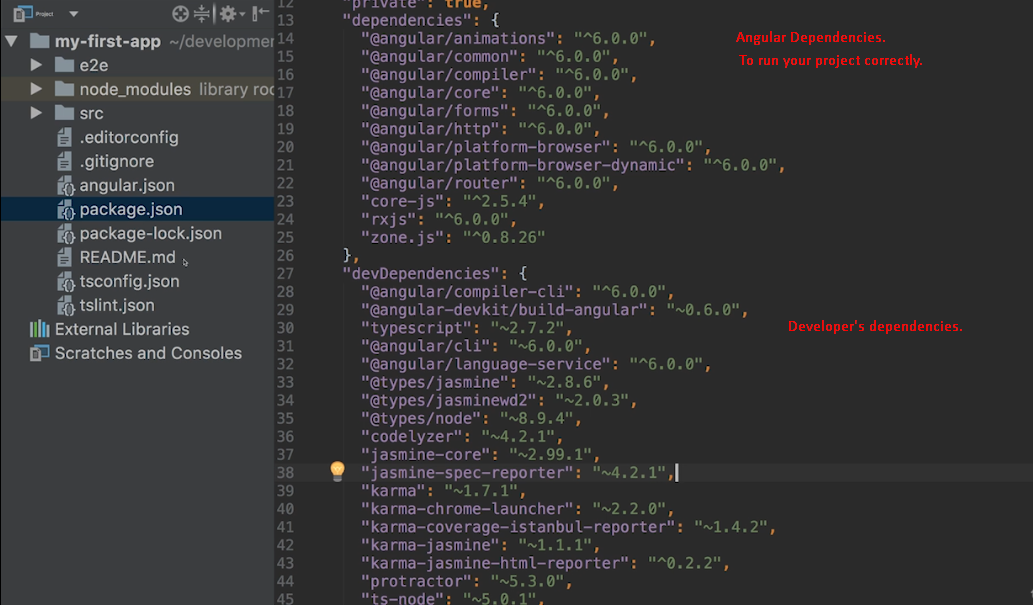 Project
my-first-app ~/developmen
e2e
node_modules library roo
src
.editorconfig
.gitignore
angular.json
package.json
package-lock.json
README.md
tsconfig.json
tslint.json
External Libraries
Scratches and Consoles
12 "private": true,
13 "dependencies": {
14 "@angular/animations": "^6.0.0",
15 "@angular/common": "^6.0.0",
16 "@angular/compiler": "^6.0.0",
17 "@angular/core": "^6.0.0",
18 "@angular/forms": "^6.0.0",
19 "@angular/http": "^6.0.0",
20 "@angular/platform-browser": "^6.0.0",
21 "@angular/platform-browser-dynamic": "^6.0.0",
22 "@angular/router": "^6.0.0",
23 "core-js": "^2.5.4",
24 "rxjs": "^6.0.0",
25 "zone.js": "^0.8.26"
26 },
27 "devDependencies": {
28 "@angular/compiler-cli": "^6.0.0",
29 "@angular-devkit/build-angular": "~0.6.0",
30 "typescript": "~2.7.2",
31 "@angular/cli": "~6.0.0",
32 "@angular/language-service": "^6.0.0",
33 "@types/jasmine": "~2.8.6",
34 "@types/jasminewd2": "~2.0.3",
35 "@types/node": "~8.9.4",
36 "codelyzer": "~4.2.1",
37 "jasmine-core": "~2.99.1",
38 "jasmine-spec-reporter": "~4.2.1",
39 "karma": "~1.7.1",
40 "karma-chrome-launcher": "~2.2.0",
41 "karma-coverage-istanbul-reporter": "~1.4.2",
42 "karma-jasmine": "~1.1.1",
43 "karma-jasmine-html-reporter": "^0.2.2",
44 "protractor": "~5.3.0",
45 "ts-node": "~5.0.1",
Angular Dependencies.
To run your project correctly.
Developer's dependencies.